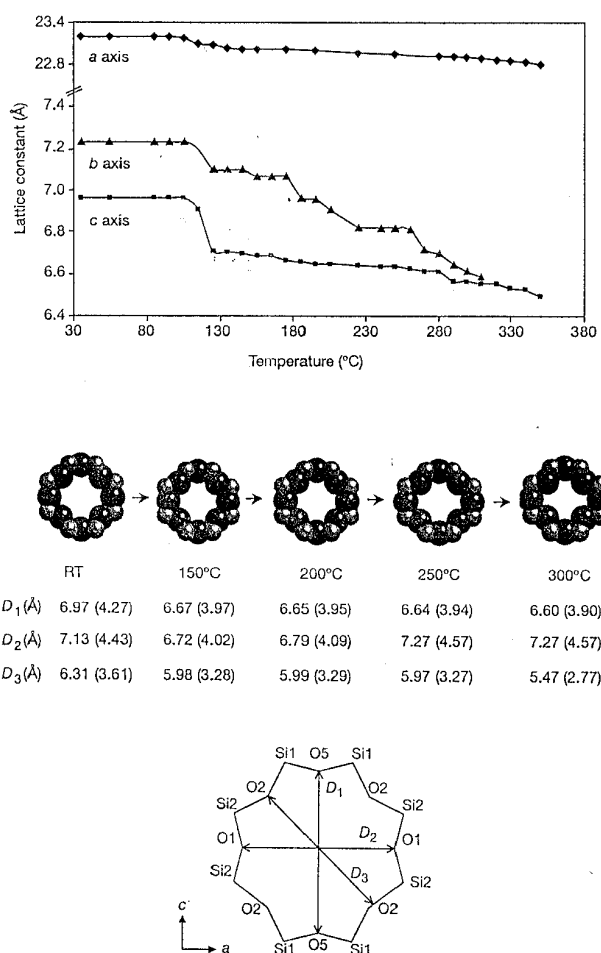 23.4
a axis
22.8
7.4
7.2
b axis
7.0
c axis
6.8
6.6
6.4
Lattice constant (Å)
30 80 130 180 230 280 330 380
Temperature (ºC)
RT 150ºC 200ºC 250ºC 300ºC
D1(Å) 6.97 (4.27) 6.67 (3.97) 6.65 (3.95) 6.64 (3.94) 6.60 (3.90)
D2(Å) 7.13 (4.43) 6.72 (4.02) 6.79 (4.09) 7.27 (4.57) 7.27 (4.57)
D3(Å) 6.31 (3.61) 5.98 (3.28) 5.99 (3.29) 5.97 (3.27) 5.47 (2.77)
Si1 O5 Si1
O2 D1 O2
Si2 Si2
O1 D2 O1
Si2 D3 Si2
O2 O2
c
Si1 O5 Si1
a